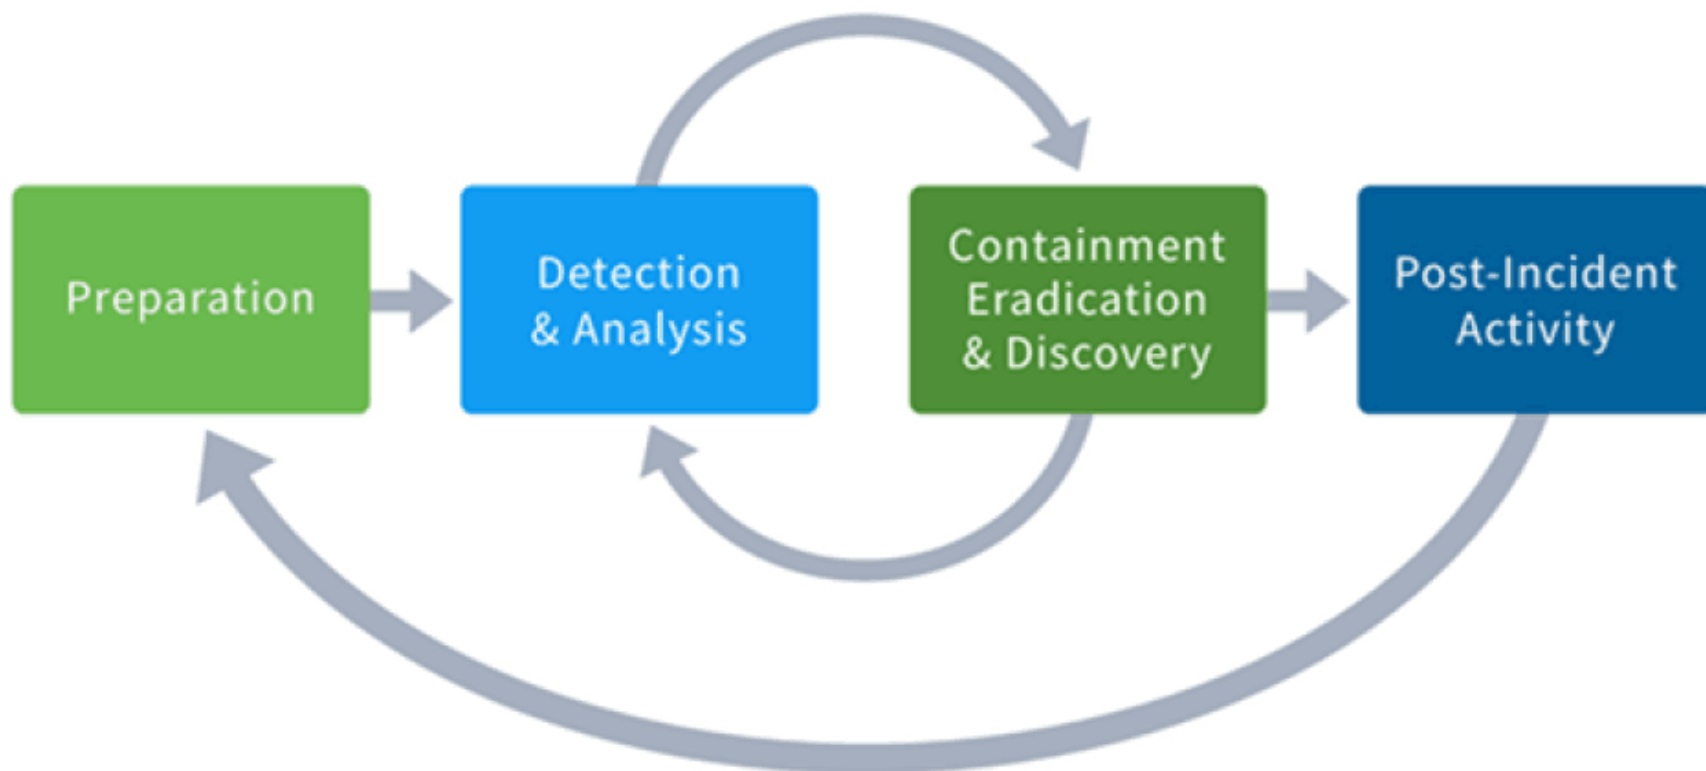 Preparation
Detection
& Analysis
Containment
Eradication
& Discovery
Post-Incident
Activity